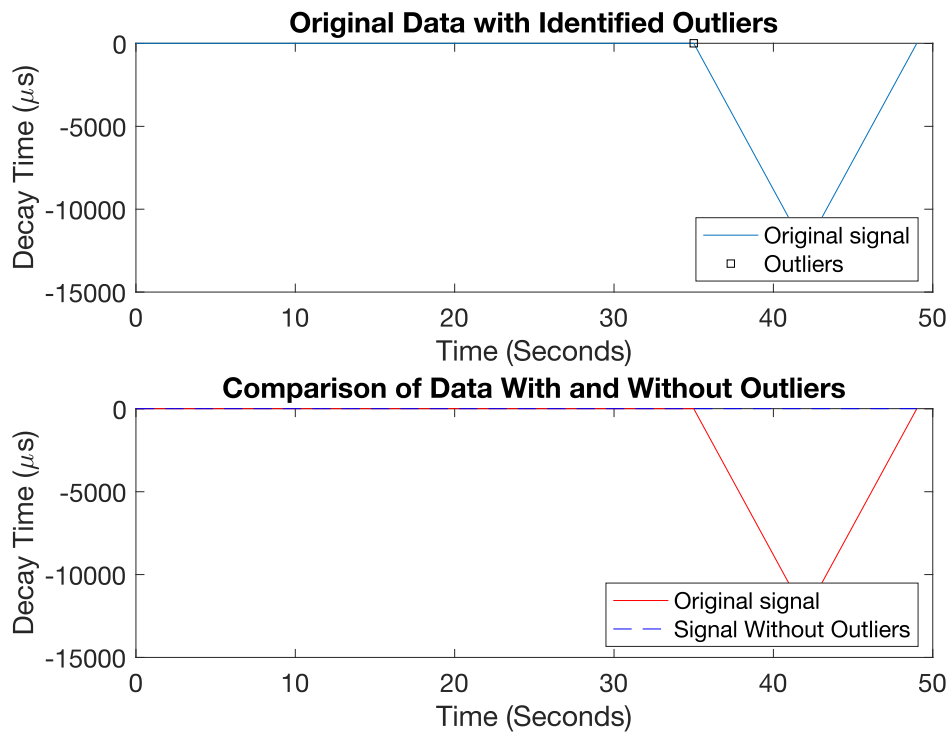 Original Data with Identified Outliers
0
-5000
-10000
-15000
Decay Time (μs)
Original signal
Outliers
0 10 20 30 40 50
Time (Seconds)
Comparison of Data With and Without Outliers
0
-5000
-10000
-15000
Decay Time (μs)
Original signal
Signal Without Outliers
0 10 20 30 40 50
Time (Seconds)